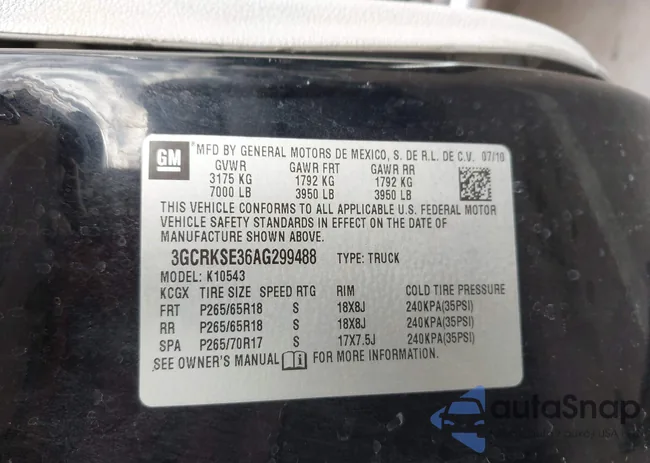 GM
MFD BY GENERAL MOTORS DE MEXICO, S. DE R.L. DE C.V. 07/10
GVWR GAWR FRT GAWR RR
3175 KG 1792 KG 1792 KG
7000 LB 3950 LB 3950 LB
THIS VEHICLE CONFORMS TO ALL APPLICABLE U.S. FEDERAL MOTOR
VEHICLE SAFETY STANDARDS IN EFFECT ON THE DATE OF
MANUFACTURE SHOWN ABOVE.
3GCRKSE36AG299488 TYPE: TRUCK
MODEL: K10543
KCGX TIRE SIZE SPEED RTG RIM COLD TIRE PRESSURE
FRT P265/65R18 S 18X8J 240KPA(35PSI)
RR P265/65R18 S 18X8J 240KPA(35PSI)
SPA P265/70R17 S 17X7.5J 240KPA(35PSI)
SEE OWNER'S MANUAL i FOR MORE INFORMATION.
autaSnap